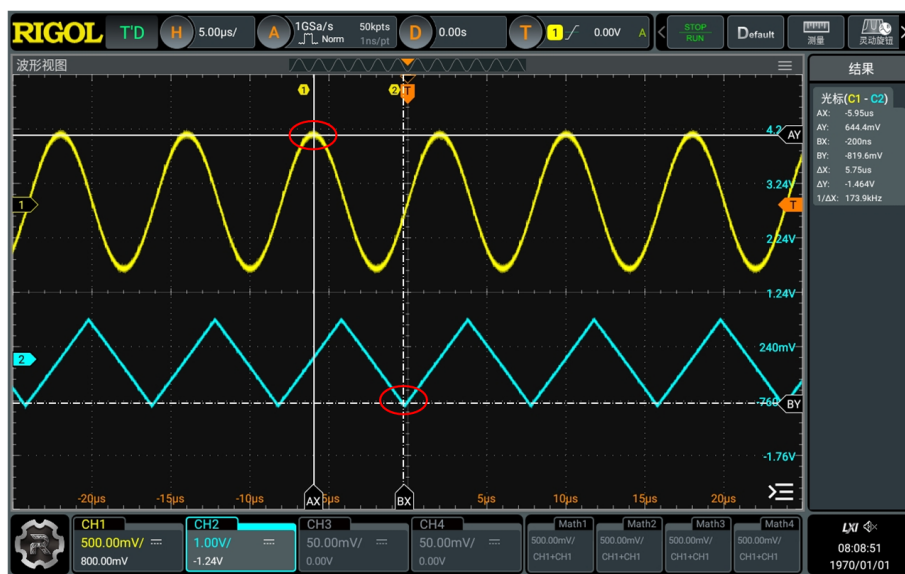 RIGOL T'D H 5.00μs/ A 1GSa/s Norm 50kpts 1ns/pt D 0.00s T 1 0.00V A STOP RUN Default 测量 灵动旋钮
波形视图
结果
光标(C1 - C2)
AX: -5.95us
AY: 644.4mV
BX: -200ns
BY: -819.6mV
ΔX: 5.75us
ΔY: -1.464V
1/ΔX: 173.9kHz
1 2 T
4.2 AY
3.24V
1 T
2.24V
1.24V
240mV
2
-760 BY
-1.76V
-20μs -15μs -10μs AX 5μs BX 5μs 10μs 15μs 20μs
CH1 CH2 CH3 CH4 Math1 Math2 Math3 Math4
500.00mV/ 1.00V/ 50.00mV/ 50.00mV/ 500.00mV/ 500.00mV/ 500.00mV/ 500.00mV/
800.00mV -1.24V 0.00V 0.00V CH1+CH1 CH1+CH1 CH1+CH1 CH1+CH1
LXI
08:08:51
1970/01/01